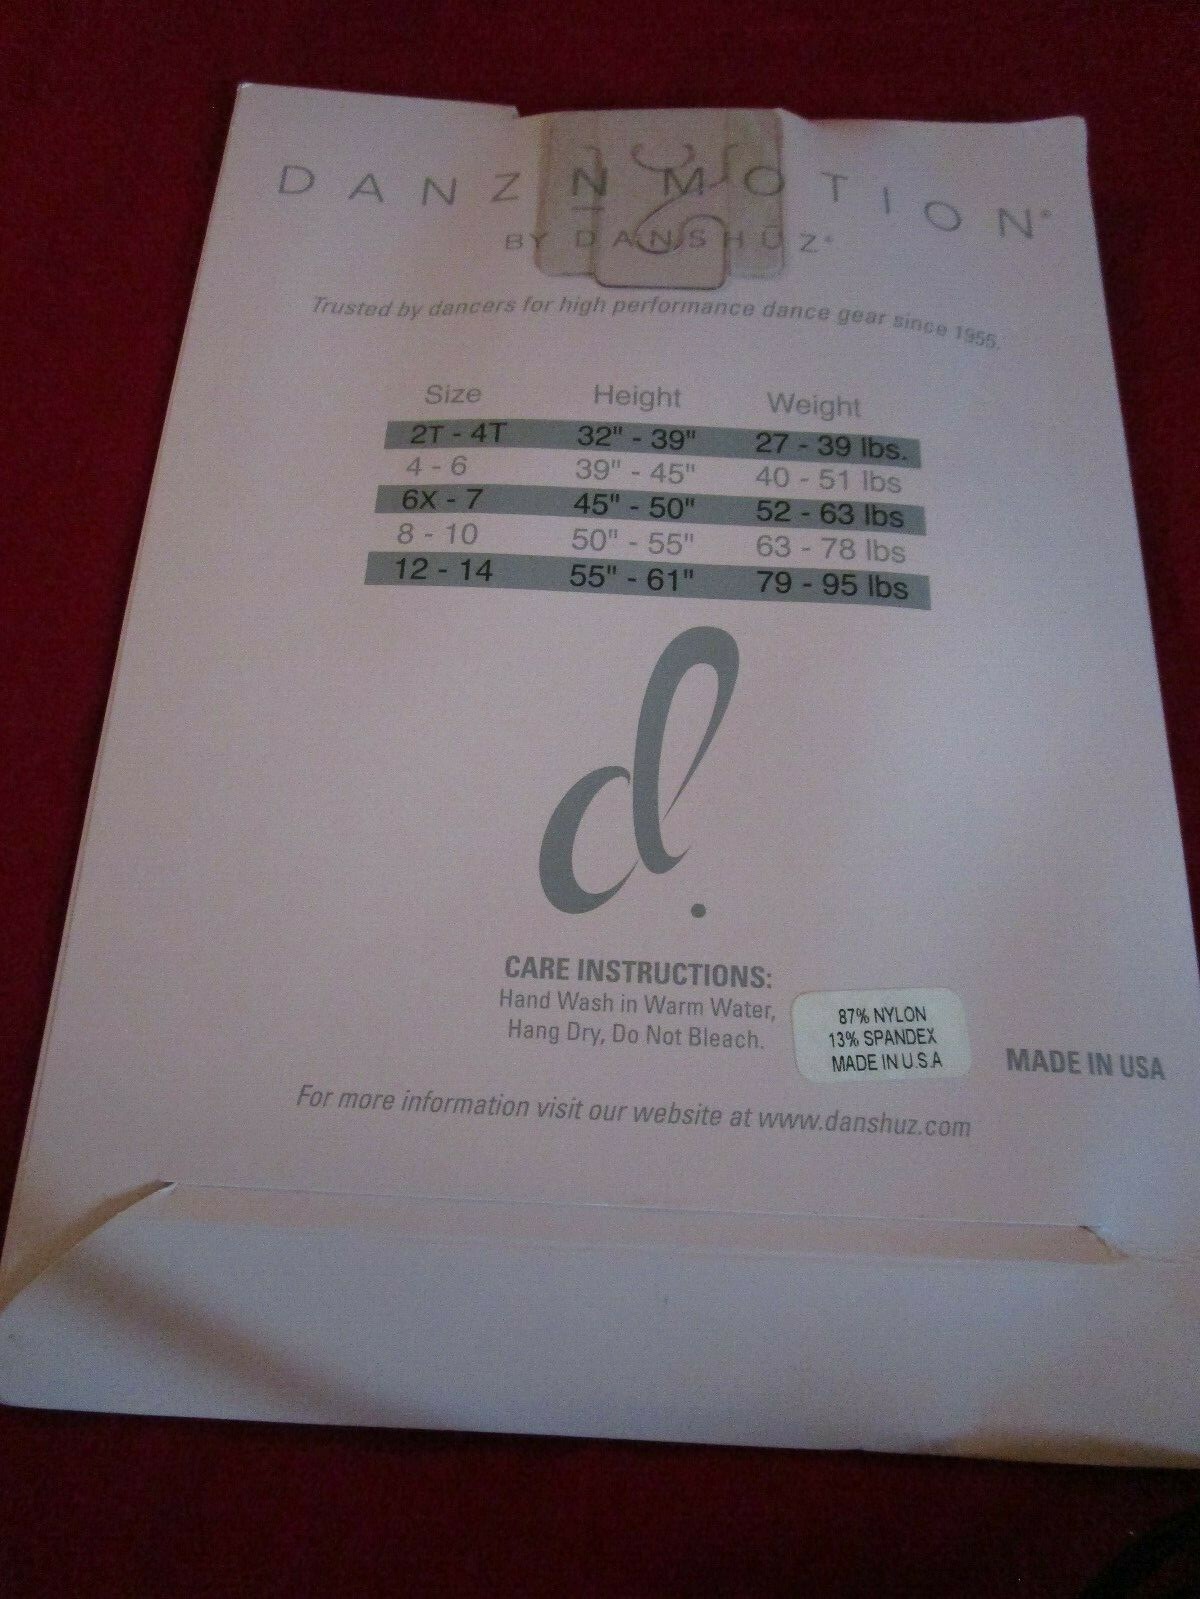 DANZ N MOTION®
BY DANSHUZ®
Trusted by dancers for high performance dance gear since 1955.
Size Height Weight
2T - 4T 32" - 39" 27 - 39 lbs.
4 - 6 39" - 45" 40 - 51 lbs
6X - 7 45" - 50" 52 - 63 lbs
8 - 10 50" - 55" 63 - 78 lbs
12 - 14 55" - 61" 79 - 95 lbs
d.
CARE INSTRUCTIONS:
Hand Wash in Warm Water,
Hang Dry, Do Not Bleach.
87% NYLON
13% SPANDEX
MADE IN U.S.A
MADE IN USA
For more information visit our website at www.danshuz.com